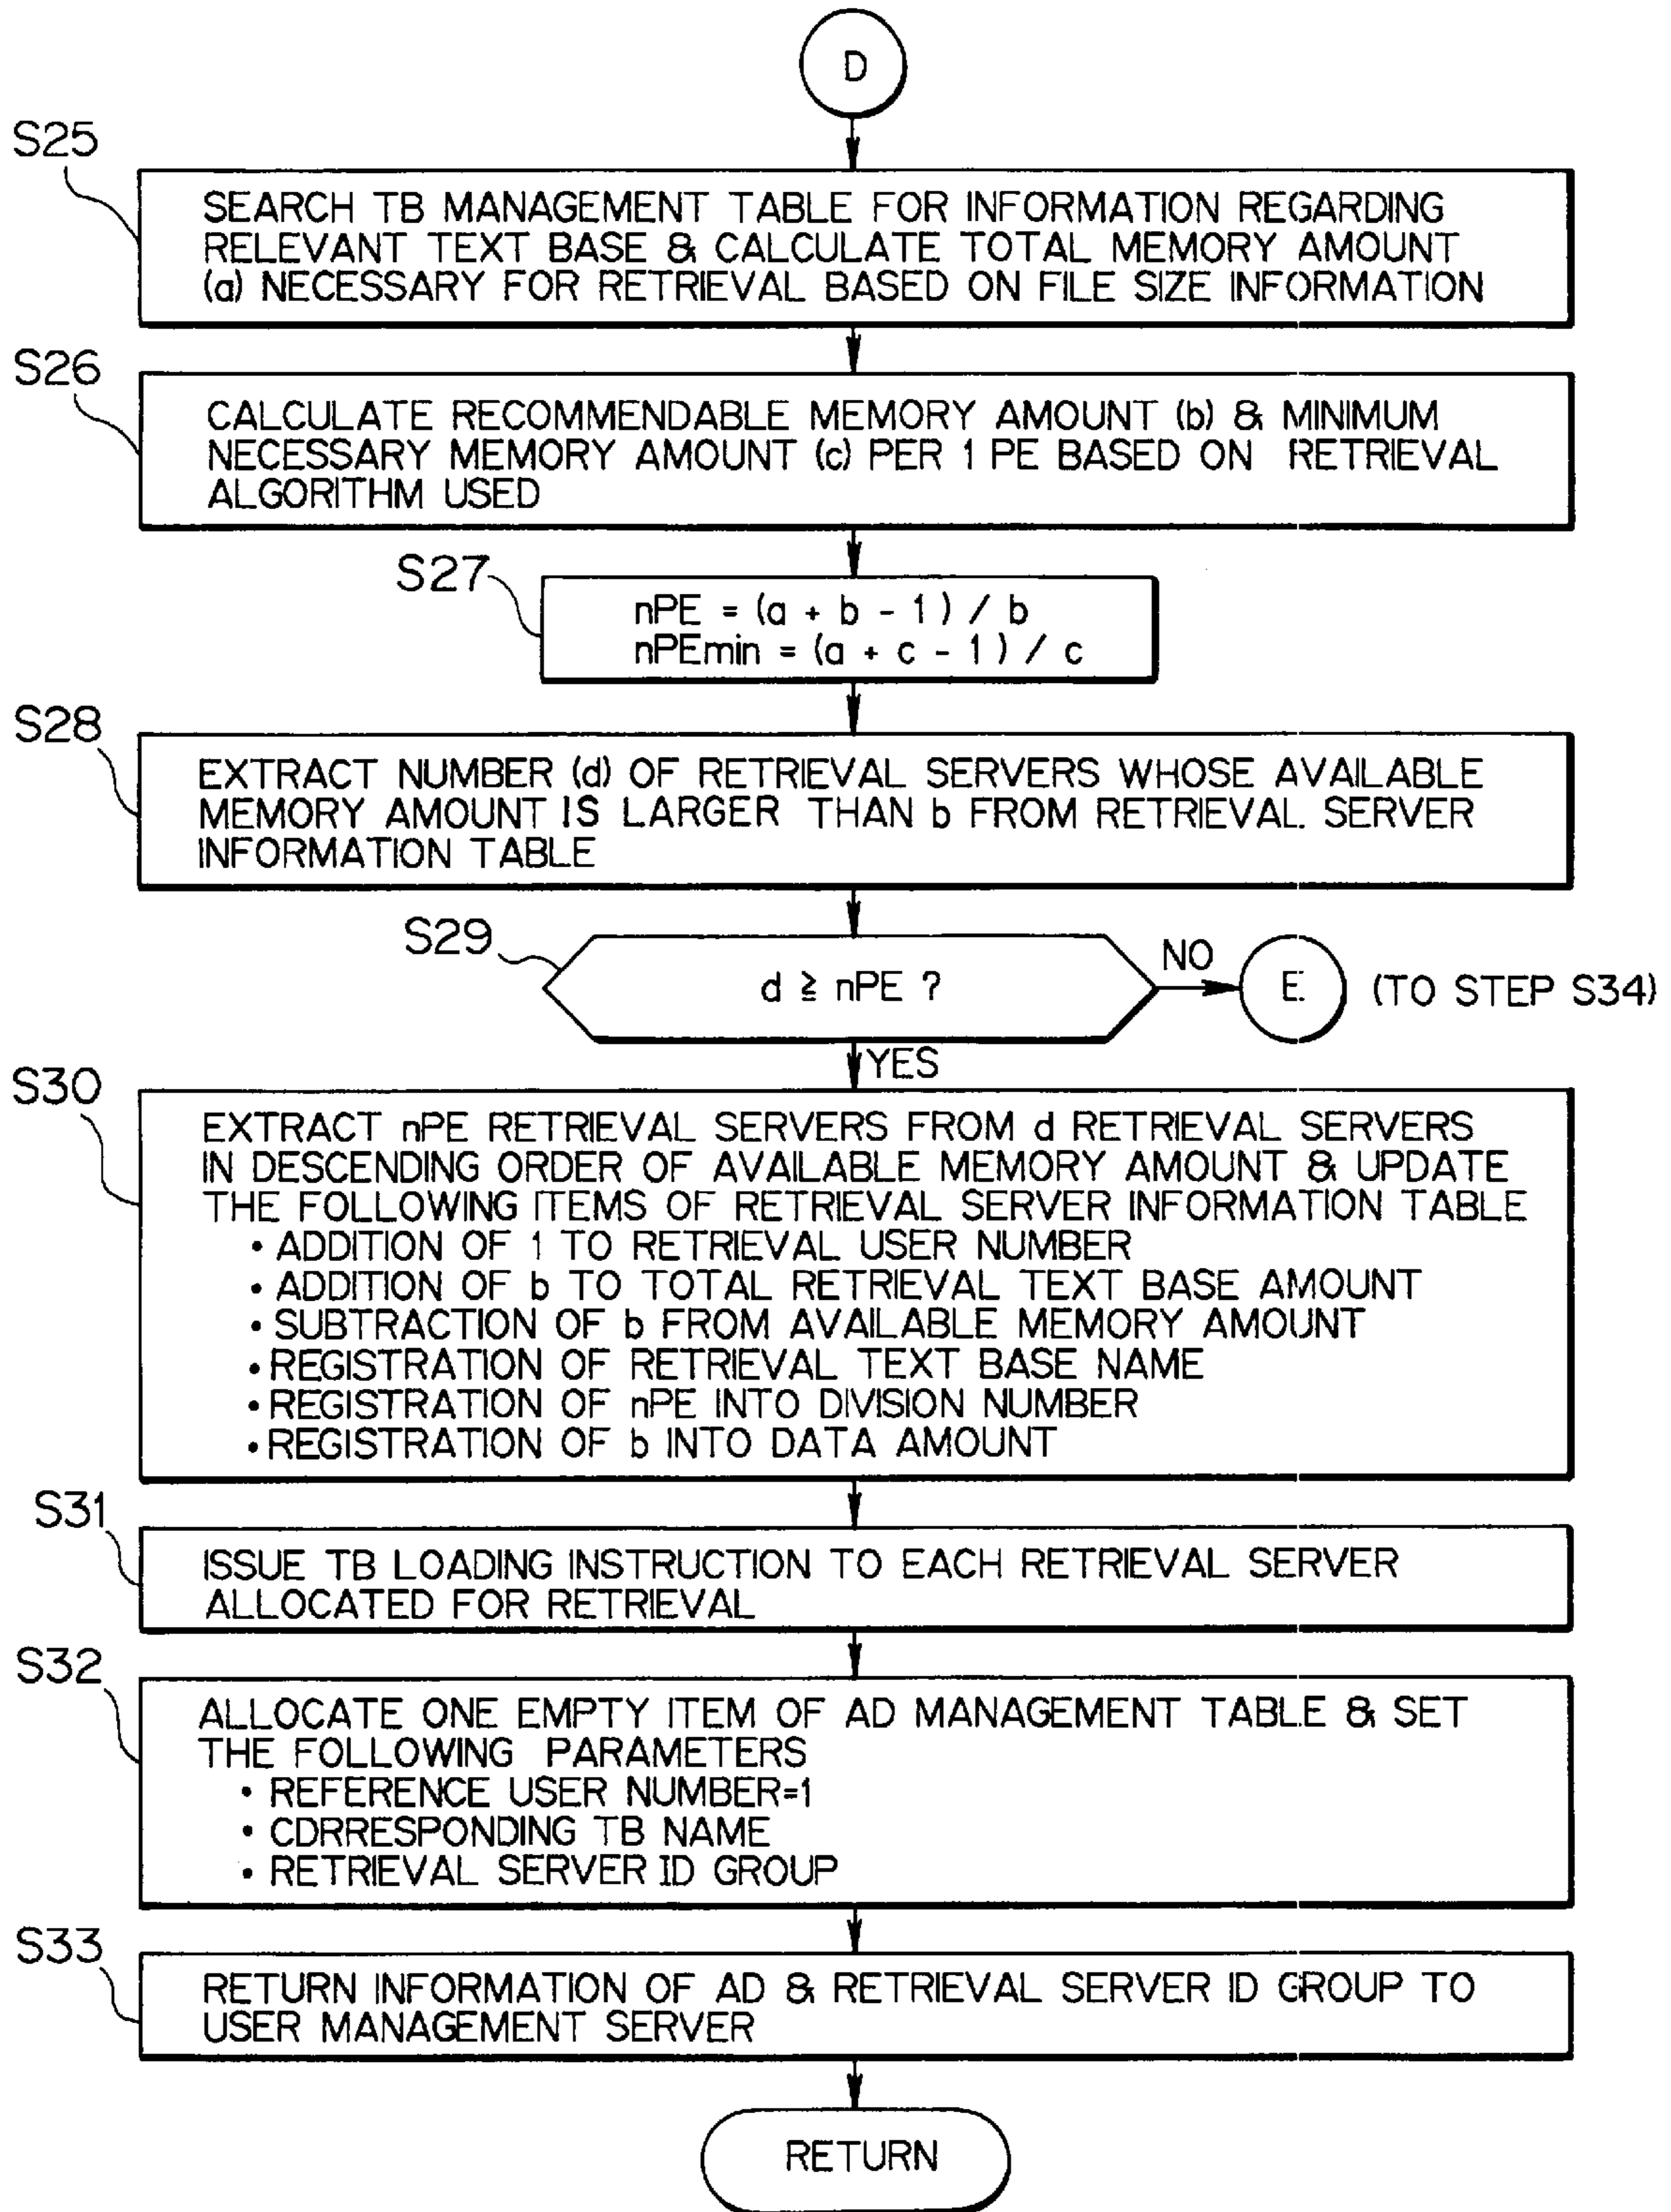 D
S25
SEARCH TB MANAGEMENT TABLE FOR INFORMATION REGARDING
RELEVANT TEXT BASE & CALCULATE TOTAL MEMORY AMOUNT
(a) NECESSARY FOR RETRIEVAL BASED ON FILE SIZE INFORMATION
S26
CALCULATE RECOMMENDABLE MEMORY AMOUNT (b) & MINIMUM
NECESSARY MEMORY AMOUNT (c) PER 1 PE BASED ON RETRIEVAL
ALGORITHM USED
S27
nPE = (a + b - 1) / b
nPEmin = (a + c - 1) / c
S28
EXTRACT NUMBER (d) OF RETRIEVAL SERVERS WHOSE AVAILABLE
MEMORY AMOUNT IS LARGER THAN b FROM RETRIEVAL SERVER
INFORMATION TABLE
S29
d ≧ nPE ?
NO
E
(TO STEP S34)
YES
S30
EXTRACT nPE RETRIEVAL SERVERS FROM d RETRIEVAL SERVERS
IN DESCENDING ORDER OF AVAILABLE MEMORY AMOUNT & UPDATE
THE FOLLOWING ITEMS OF RETRIEVAL SERVER INFORMATION TABLE
• ADDITION OF 1 TO RETRIEVAL USER NUMBER
• ADDITION OF b TO TOTAL RETRIEVAL TEXT BASE AMOUNT
• SUBTRACTION OF b FROM AVAILABLE MEMORY AMOUNT
• REGISTRATION OF RETRIEVAL TEXT BASE NAME
• REGISTRATION OF nPE INTO DIVISION NUMBER
• REGISTRATION OF b INTO DATA AMOUNT
S31
ISSUE TB LOADING INSTRUCTION TO EACH RETRIEVAL SERVER
ALLOCATED FOR RETRIEVAL
S32
ALLOCATE ONE EMPTY ITEM OF AD MANAGEMENT TABLE & SET
THE FOLLOWING PARAMETERS
• REFERENCE USER NUMBER=1
• CDRRESPONDING TB NAME
• RETRIEVAL SERVER ID GROUP
S33
RETURN INFORMATION OF AD & RETRIEVAL SERVER ID GROUP TO
USER MANAGEMENT SERVER
RETURN